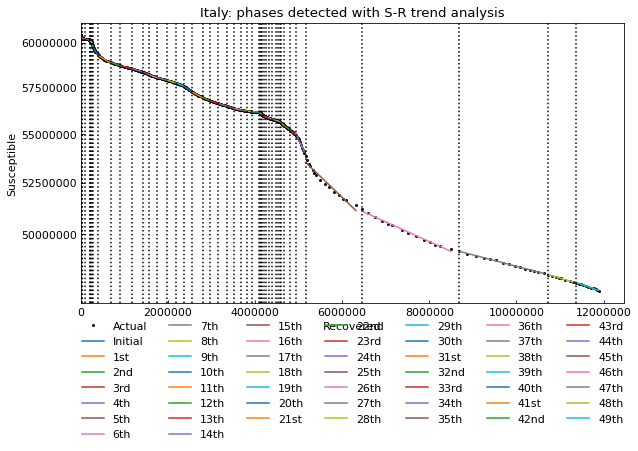 Italy: phases detected with S-R trend analysis
60000000
57500000
55000000
52500000
50000000
Susceptible
0 2000000 4000000 6000000 8000000 10000000 12000000
Recovered
Actual 7th 15th 22nd 29th 36th 43rd
Initial 8th 16th 23rd 30th 37th 44th
1st 9th 17th 24th 31st 38th 45th
2nd 10th 18th 25th 32nd 39th 46th
3rd 11th 19th 26th 33rd 40th 47th
4th 12th 20th 27th 34th 41st 48th
5th 13th 21st 28th 35th 42nd 49th
6th 14th